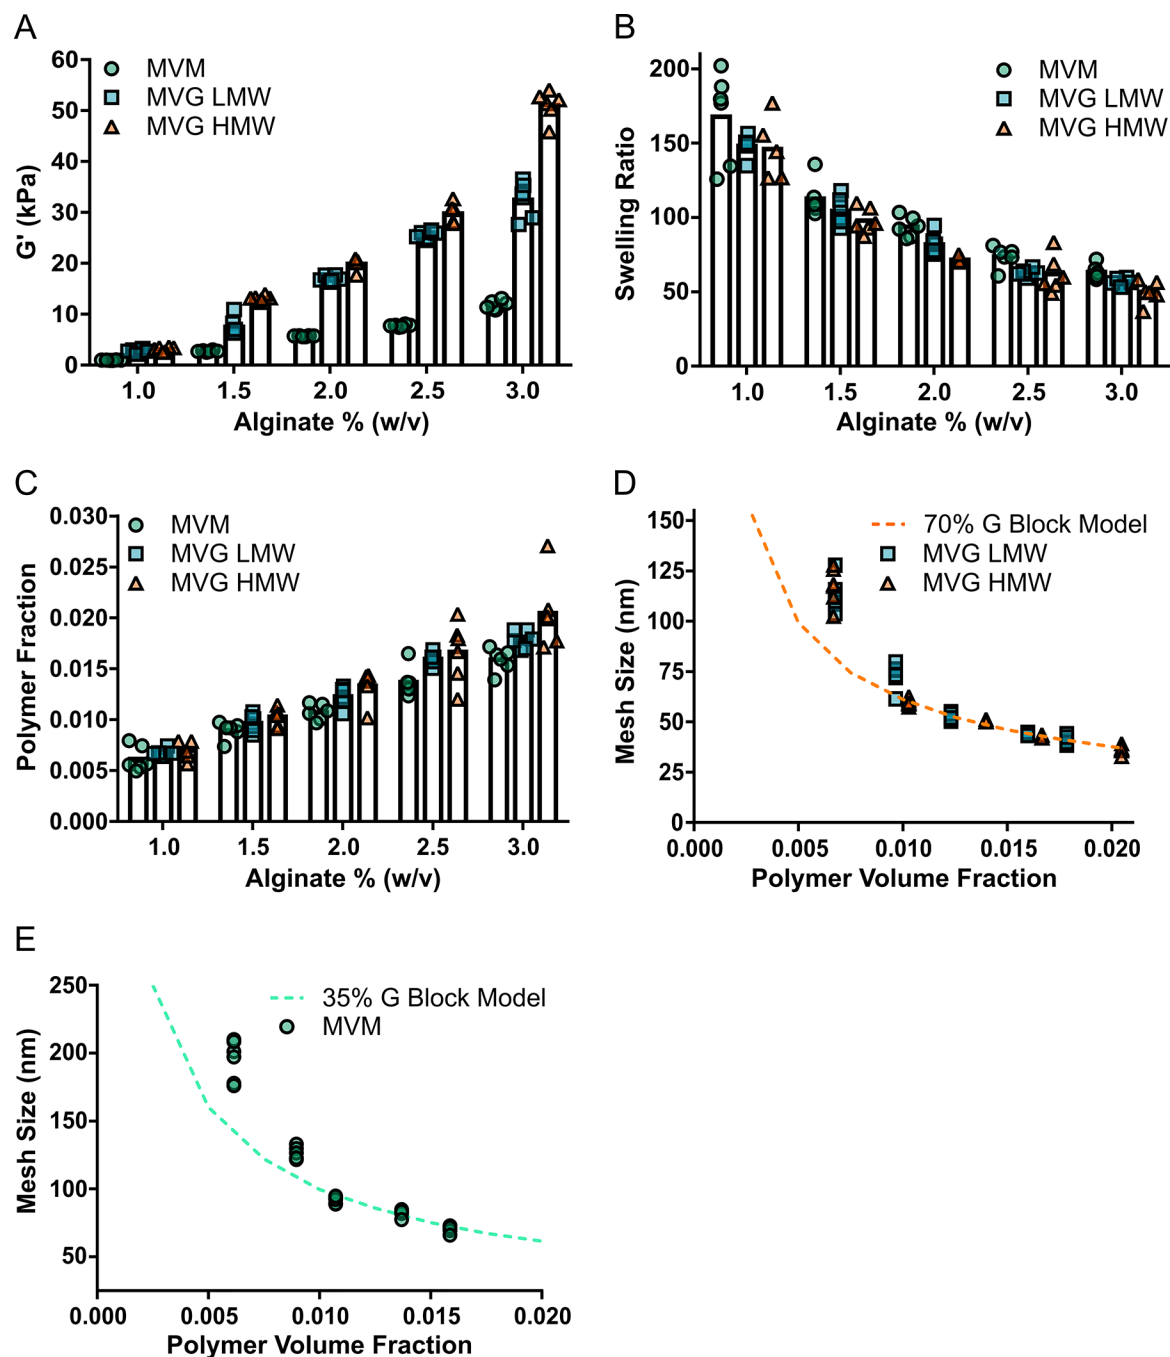 A
60
50
40
30
20
10
0
G' (kPa)
MVM
MVG LMW
MVG HMW
1.0 1.5 2.0 2.5 3.0
Alginate % (w/v)
B
200
150
100
50
0
Swelling Ratio
MVM
MVG LMW
MVG HMW
1.0 1.5 2.0 2.5 3.0
Alginate % (w/v)
C
0.030
0.025
0.020
0.015
0.010
0.005
0.000
Polymer Fraction
MVM
MVG LMW
MVG HMW
1.0 1.5 2.0 2.5 3.0
Alginate % (w/v)
D
150
125
100
75
50
25
0
Mesh Size (nm)
70% G Block Model
MVG LMW
MVG HMW
0.000 0.005 0.010 0.015 0.020
Polymer Volume Fraction
E
250
200
150
100
50
Mesh Size (nm)
35% G Block Model
MVM
0.000 0.005 0.010 0.015 0.020
Polymer Volume Fraction